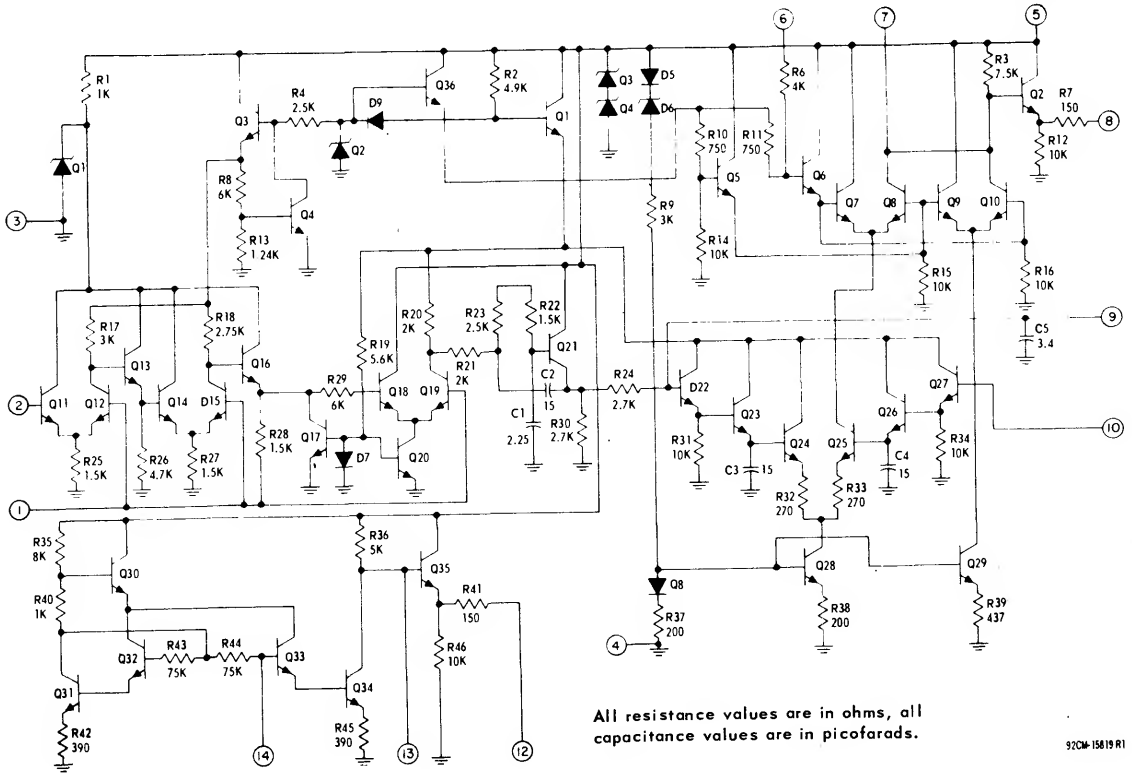 6
7
5
R1
1K
Q36
R2
4.9K
R4
2.5K
D9
Q3
Q1
Q3
Q4
D5
D6
R6
4K
R3
7.5K
Q2
R7
150
8
R12
10K
Q1
Q2
R10
750
R11
750
Q5
Q6
Q7
Q8
Q9
Q10
3
R8
6K
Q4
R13
1 24K
R9
3K
R14
10K
R15
10K
R16
10K
R17
3K
R18
2.75K
Q13
Q16
R20
2K
R23
2.5K
R22
1.5K
R19
5.6K
R21
2K
Q21
9
C5
3.4
2
Q11
Q12
Q14
D15
R29
6K
Q18
Q19
C2
15
R24
2.7K
D22
Q23
Q24
Q25
Q26
Q27
10
R25
1.5K
R26
4.7K
R27
1.5K
R28
1.5K
Q17
D7
Q20
C1
2.25
R30
2.7K
R31
10K
C3
15
C4
15
R34
10K
R32
270
R33
270
1
R35
8K
Q30
R36
5K
Q35
R41
150
R40
1K
Q8
Q28
Q29
R37
200
R38
200
R39
437
4
Q32
R43
75K
R44
75K
Q33
R46
10K
Q31
Q34
R42
390
R45
390
14
13
12
All resistance values are in ohms, all
capacitance values are in picofarads.
92CM-15819 R1